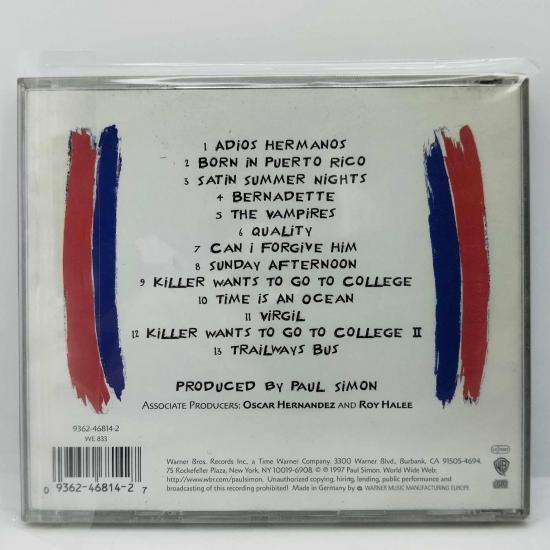 1 ADIOS HERMANOS
2 BORN IN PUERTO RICO
3 SATIN SUMMER NIGHTS
4 BERNADETTE
5 THE VAMPIRES
6 QUALITY
7 CAN I FORGIVE HIM
8 SUNDAY AFTERNOON
9 KILLER WANTS TO GO TO COLLEGE
10 TIME IS AN OCEAN
11 VIRGIL
12 KILLER WANTS TO GO TO COLLEGE II
13 TRAILWAYS BUS
PRODUCED BY PAUL SIMON
ASSOCIATE PRODUCERS: OSCAR HERNANDEZ AND ROY HALEE
9362-46814-2
WE 833
0 9362-46814-2 7
Warner Bros. Records Inc., a Time Warner Company. 3300 Warner Blvd., Burbank, CA 91505-4694.
75 Rockefeller Plaza, New York, NY 10019-6908. © ℗ 1997 Paul Simon. World Wide Web:
http://www.wbr.com/paulsimon. Unauthorized copying, hiring, lending, public performance and
broadcasting of this recording prohibited! Made in Germany by WARNER MUSIC MANUFACTURING EUROPE.